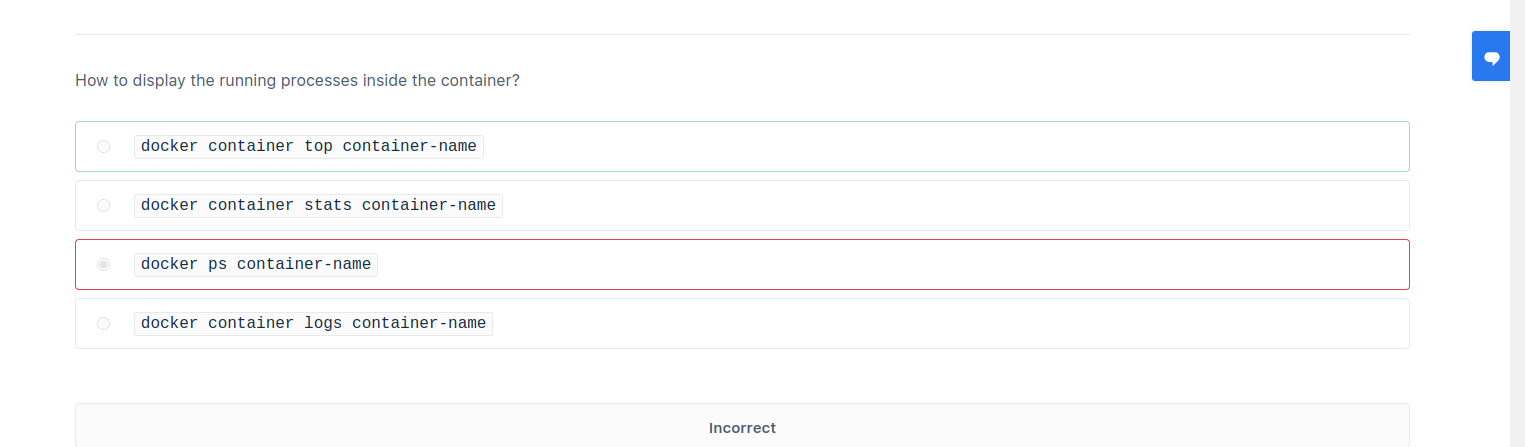 How to display the running processes inside the container?
docker container top container-name
docker container stats container-name
docker ps container-name
docker container logs container-name
Incorrect